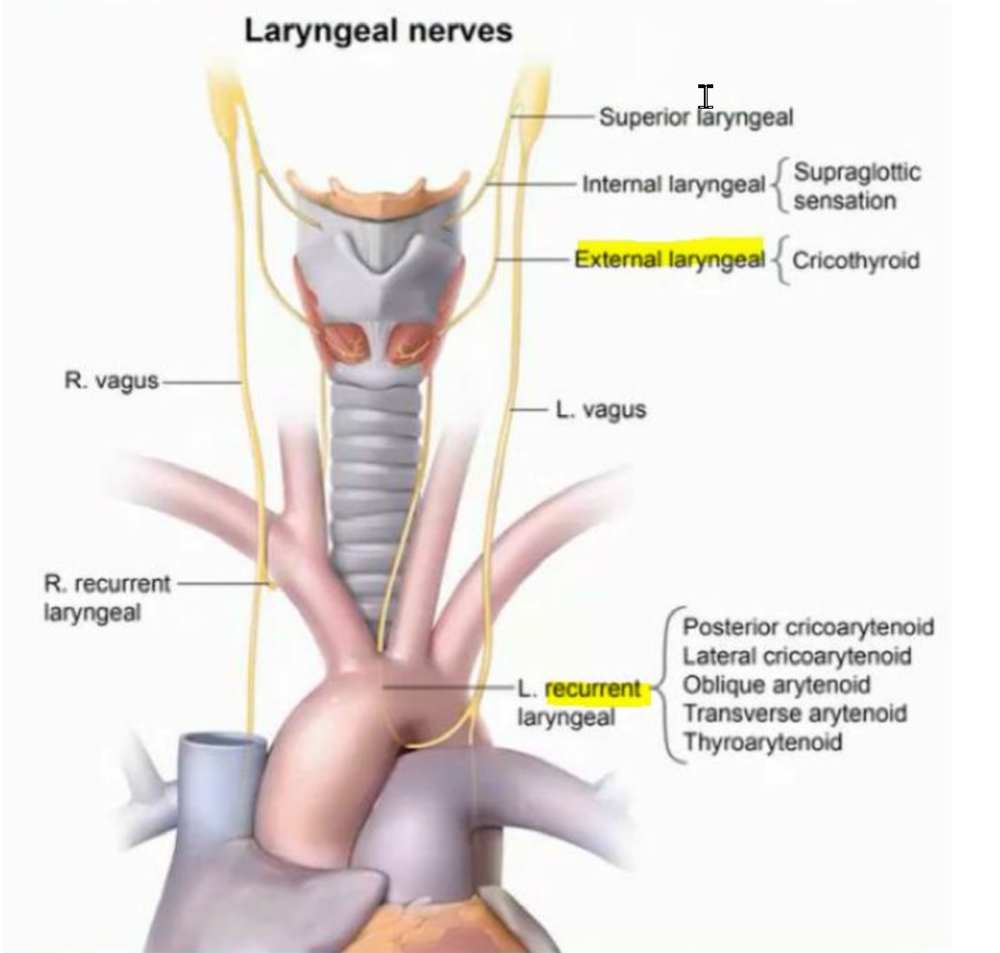 Laryngeal nerves
Superior laryngeal
Internal laryngeal
Supraglottic
sensation
External laryngeal
Cricothyroid
R. vagus
L. vagus
R. recurrent
laryngeal
L. recurrent
laryngeal
Posterior cricoarytenoid
Lateral cricoarytenoid
Oblique arytenoid
Transverse arytenoid
Thyroarytenoid